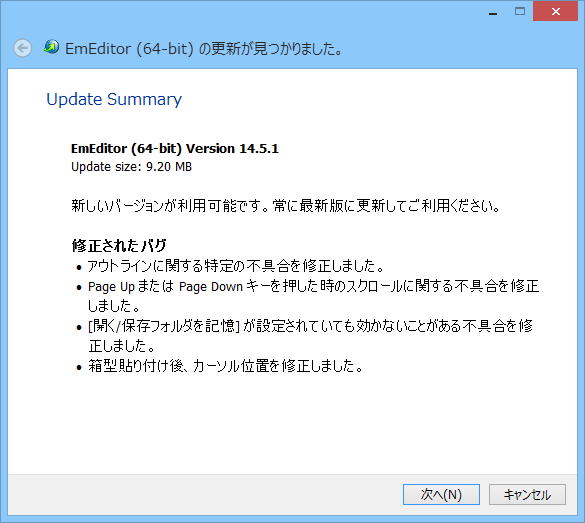 EmEditor (64-bit) の更新が見つかりました。
Update Summary
EmEditor (64-bit) Version 14.5.1
Update size: 9.20 MB
新しいバージョンが利用可能です。常に最新版に更新してご利用ください。
修正されたバグ
• アウトラインに関する特定の不具合を修正しました。
• Page Up または Page Down キーを押した時のスクロールに関する不具合を修正
しました。
• [開く/保存フォルダを記憶] が設定されていても効かないことがある不具合を修
正しました。
• 箱型貼り付け後、カーソル位置を修正しました。
次へ(N)
キャンセル